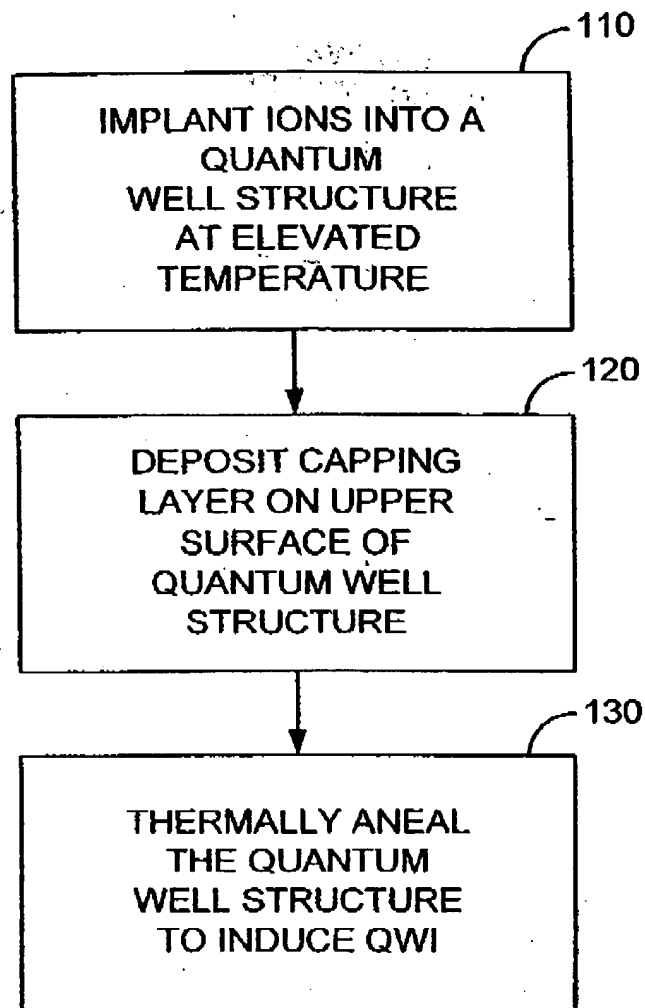 110
IMPLANT IONS INTO A
QUANTUM
WELL STRUCTURE
AT ELEVATED
TEMPERATURE
120
DEPOSIT CAPPING
LAYER ON UPPER
SURFACE OF
QUANTUM WELL
STRUCTURE
130
THERMALLY ANEAL
THE QUANTUM
WELL STRUCTURE
TO INDUCE QWI